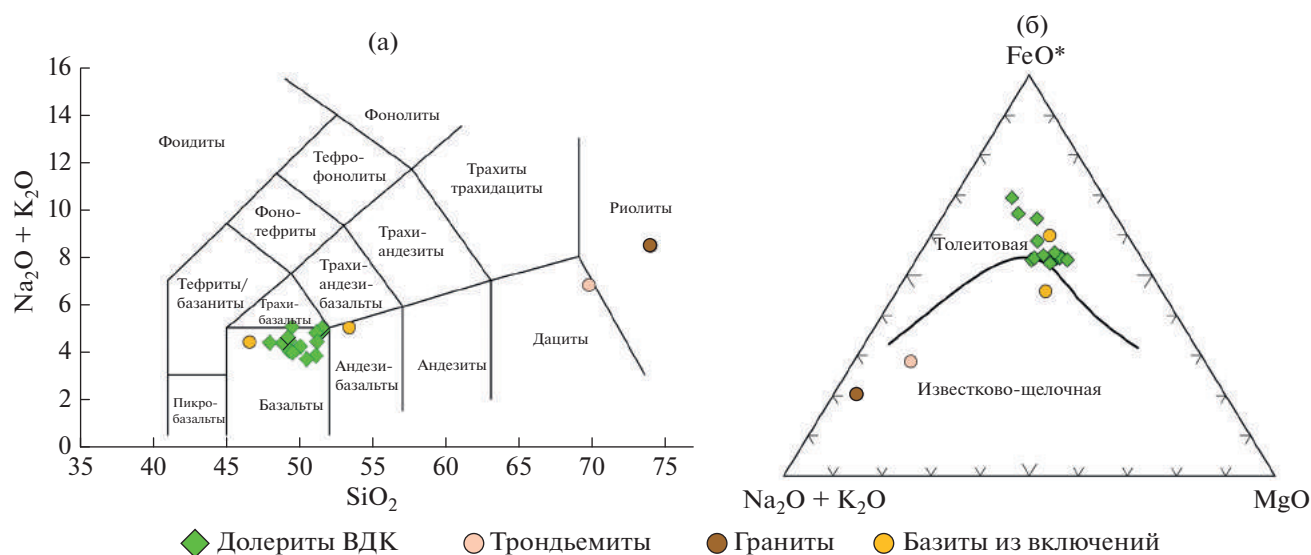 (а)
(б)
FeO*
Na₂O + K₂O
16
14
12
10
8
6
4
2
0
Фоидиты
Фонолиты
Тефро-
фонолиты
Трахиты
трахидациты
Фоно-
тефриты
Риолиты
Трахи-
андезиты
Тефриты/
базаниты
Трахи-
андези-
базальты
Трахи-
базальты
Дациты
Андези-
базальты
Андезиты
Пикро-
базальты
Базальты
35 40 45 50 55 60 65 70 75
SiO₂
Толеитовая
Известково-щелочная
Na₂O + K₂O
MgO
Долериты ВДК Трондьемиты Граниты Базиты из включений